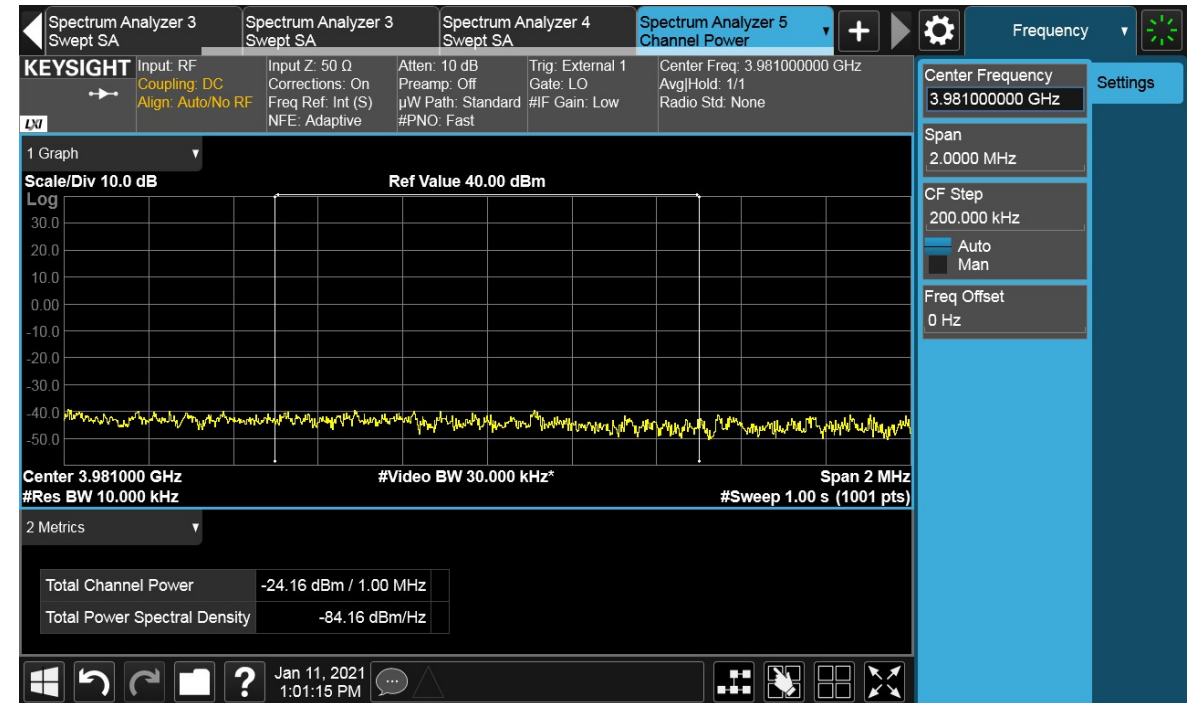 Spectrum Analyzer 3
Swept SA
Spectrum Analyzer 3
Swept SA
Spectrum Analyzer 4
Swept SA
Spectrum Analyzer 5
Channel Power
Frequency
KEYSIGHT
Input: RF
Coupling: DC
Align: Auto/No RF
LXI
Input Z: 50 Ω
Corrections: On
Freq Ref: Int (S)
NFE: Adaptive
Atten: 10 dB
Preamp: Off
µW Path: Standard
#PNO: Fast
Trig: External 1
Gate: LO
#IF Gain: Low
Center Freq: 3.981000000 GHz
Avg|Hold: 1/1
Radio Std: None
Center Frequency
3.981000000 GHz
Settings
Span
2.0000 MHz
CF Step
200.000 kHz
Auto
Man
Freq Offset
0 Hz
1 Graph
Scale/Div 10.0 dB
Ref Value 40.00 dBm
Log
30.0
20.0
10.0
0.00
-10.0
-20.0
-30.0
-40.0
-50.0
Center 3.981000 GHz
#Video BW 30.000 kHz*
Span 2 MHz
#Res BW 10.000 kHz
#Sweep 1.00 s (1001 pts)
2 Metrics
Total Channel Power -24.16 dBm / 1.00 MHz
Total Power Spectral Density -84.16 dBm/Hz
?
Jan 11, 2021
1:01:15 PM